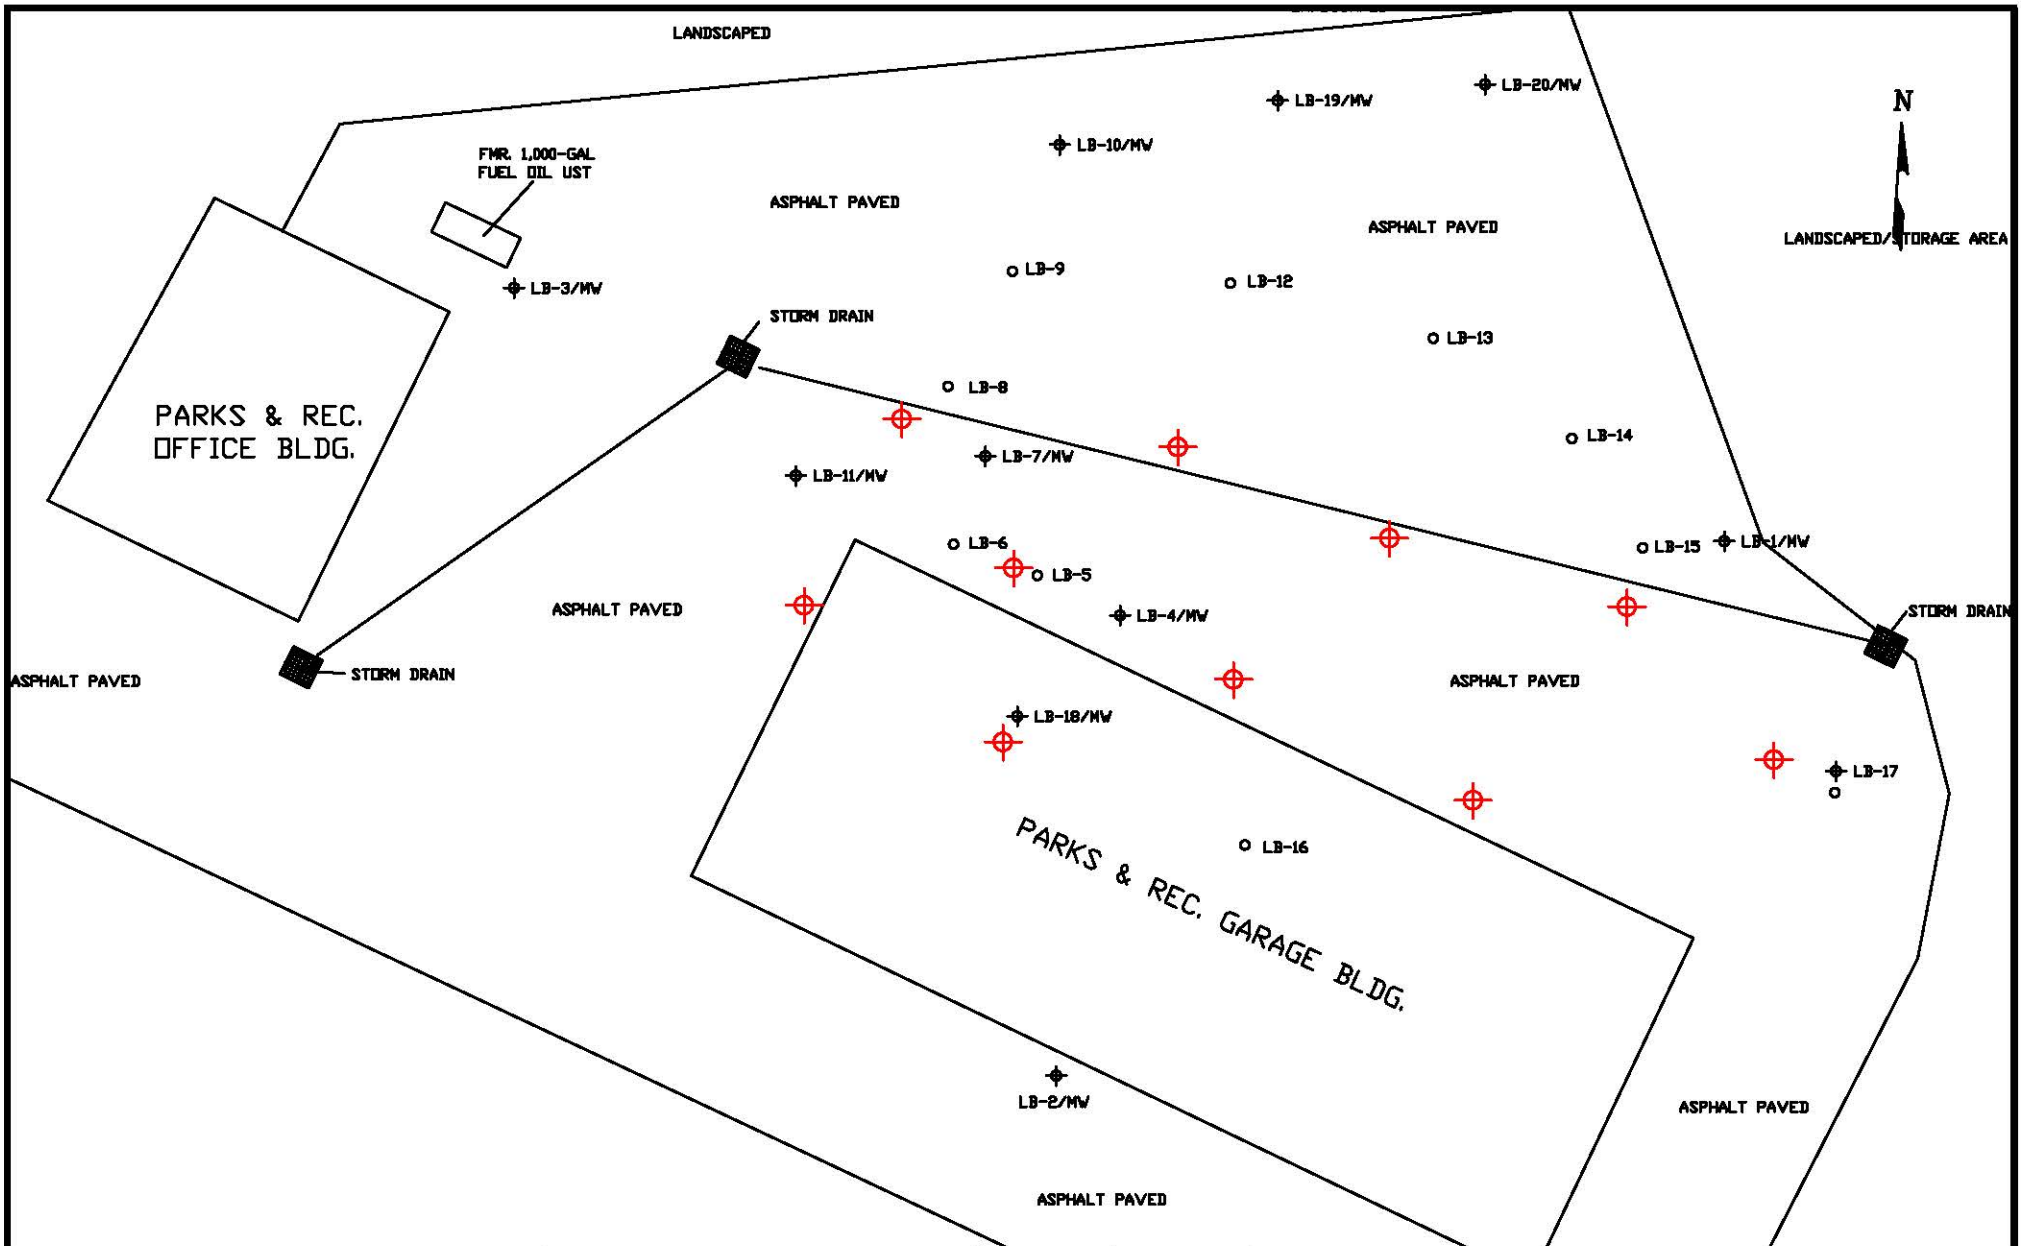 LANDSCAPED
LB-20/MW
LB-19/MW
N
LB-10/MW
FMR. 1,000-GAL
FUEL OIL UST
ASPHALT PAVED
ASPHALT PAVED
LANDSCAPED/STORAGE AREA
LB-9
LB-12
LB-3/MW
STORM DRAIN
LB-13
LB-8
PARKS & REC.
OFFICE BLDG.
LB-14
LB-7/MW
LB-11/MW
LB-6
LB-15
LB-1/MW
LB-5
ASPHALT PAVED
LB-4/MW
STORM DRAIN
STORM DRAIN
ASPHALT PAVED
ASPHALT PAVED
LB-18/MW
LB-17
LB-16
PARKS & REC. GARAGE BLDG.
LB-2/MW
ASPHALT PAVED
ASPHALT PAVED